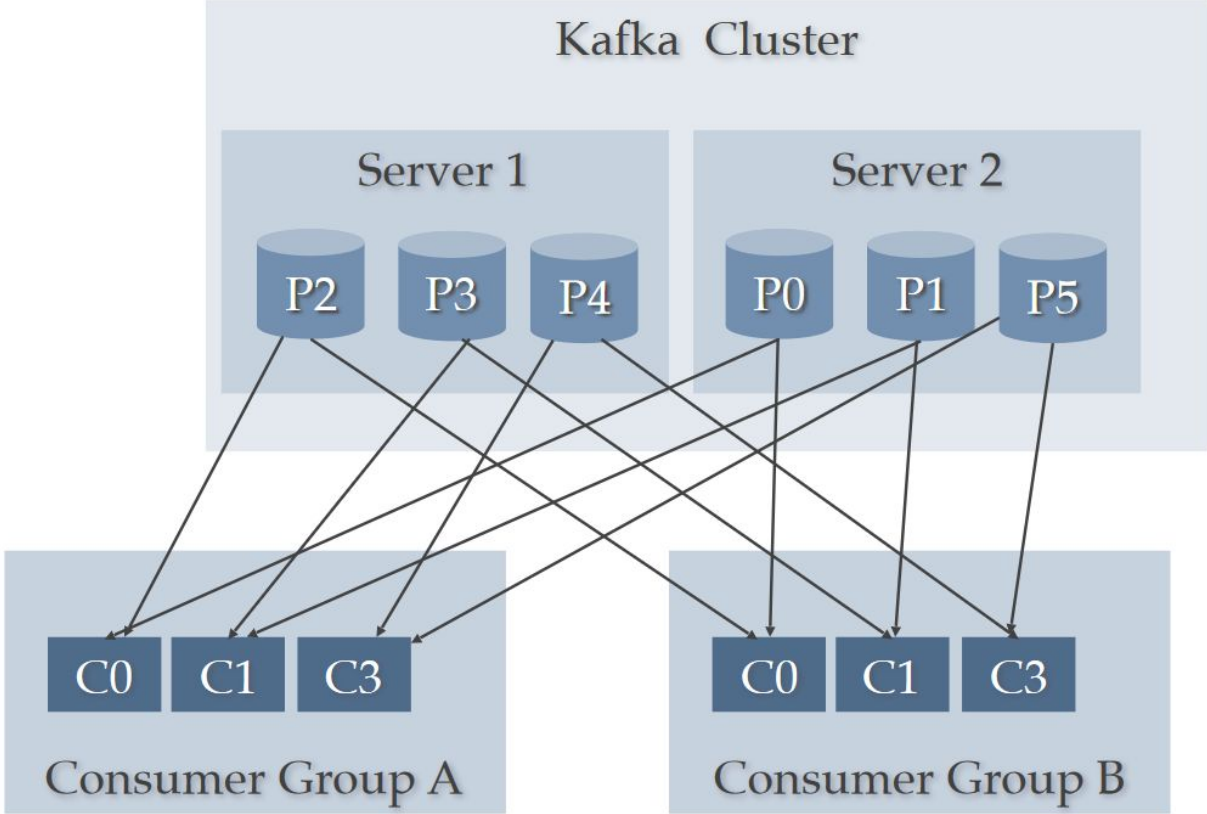 Kafka Cluster
Server 1
Server 2
P2
P3
P4
P0
P1
P5
C0
C1
C3
C0
C1
C3
Consumer Group A
Consumer Group B